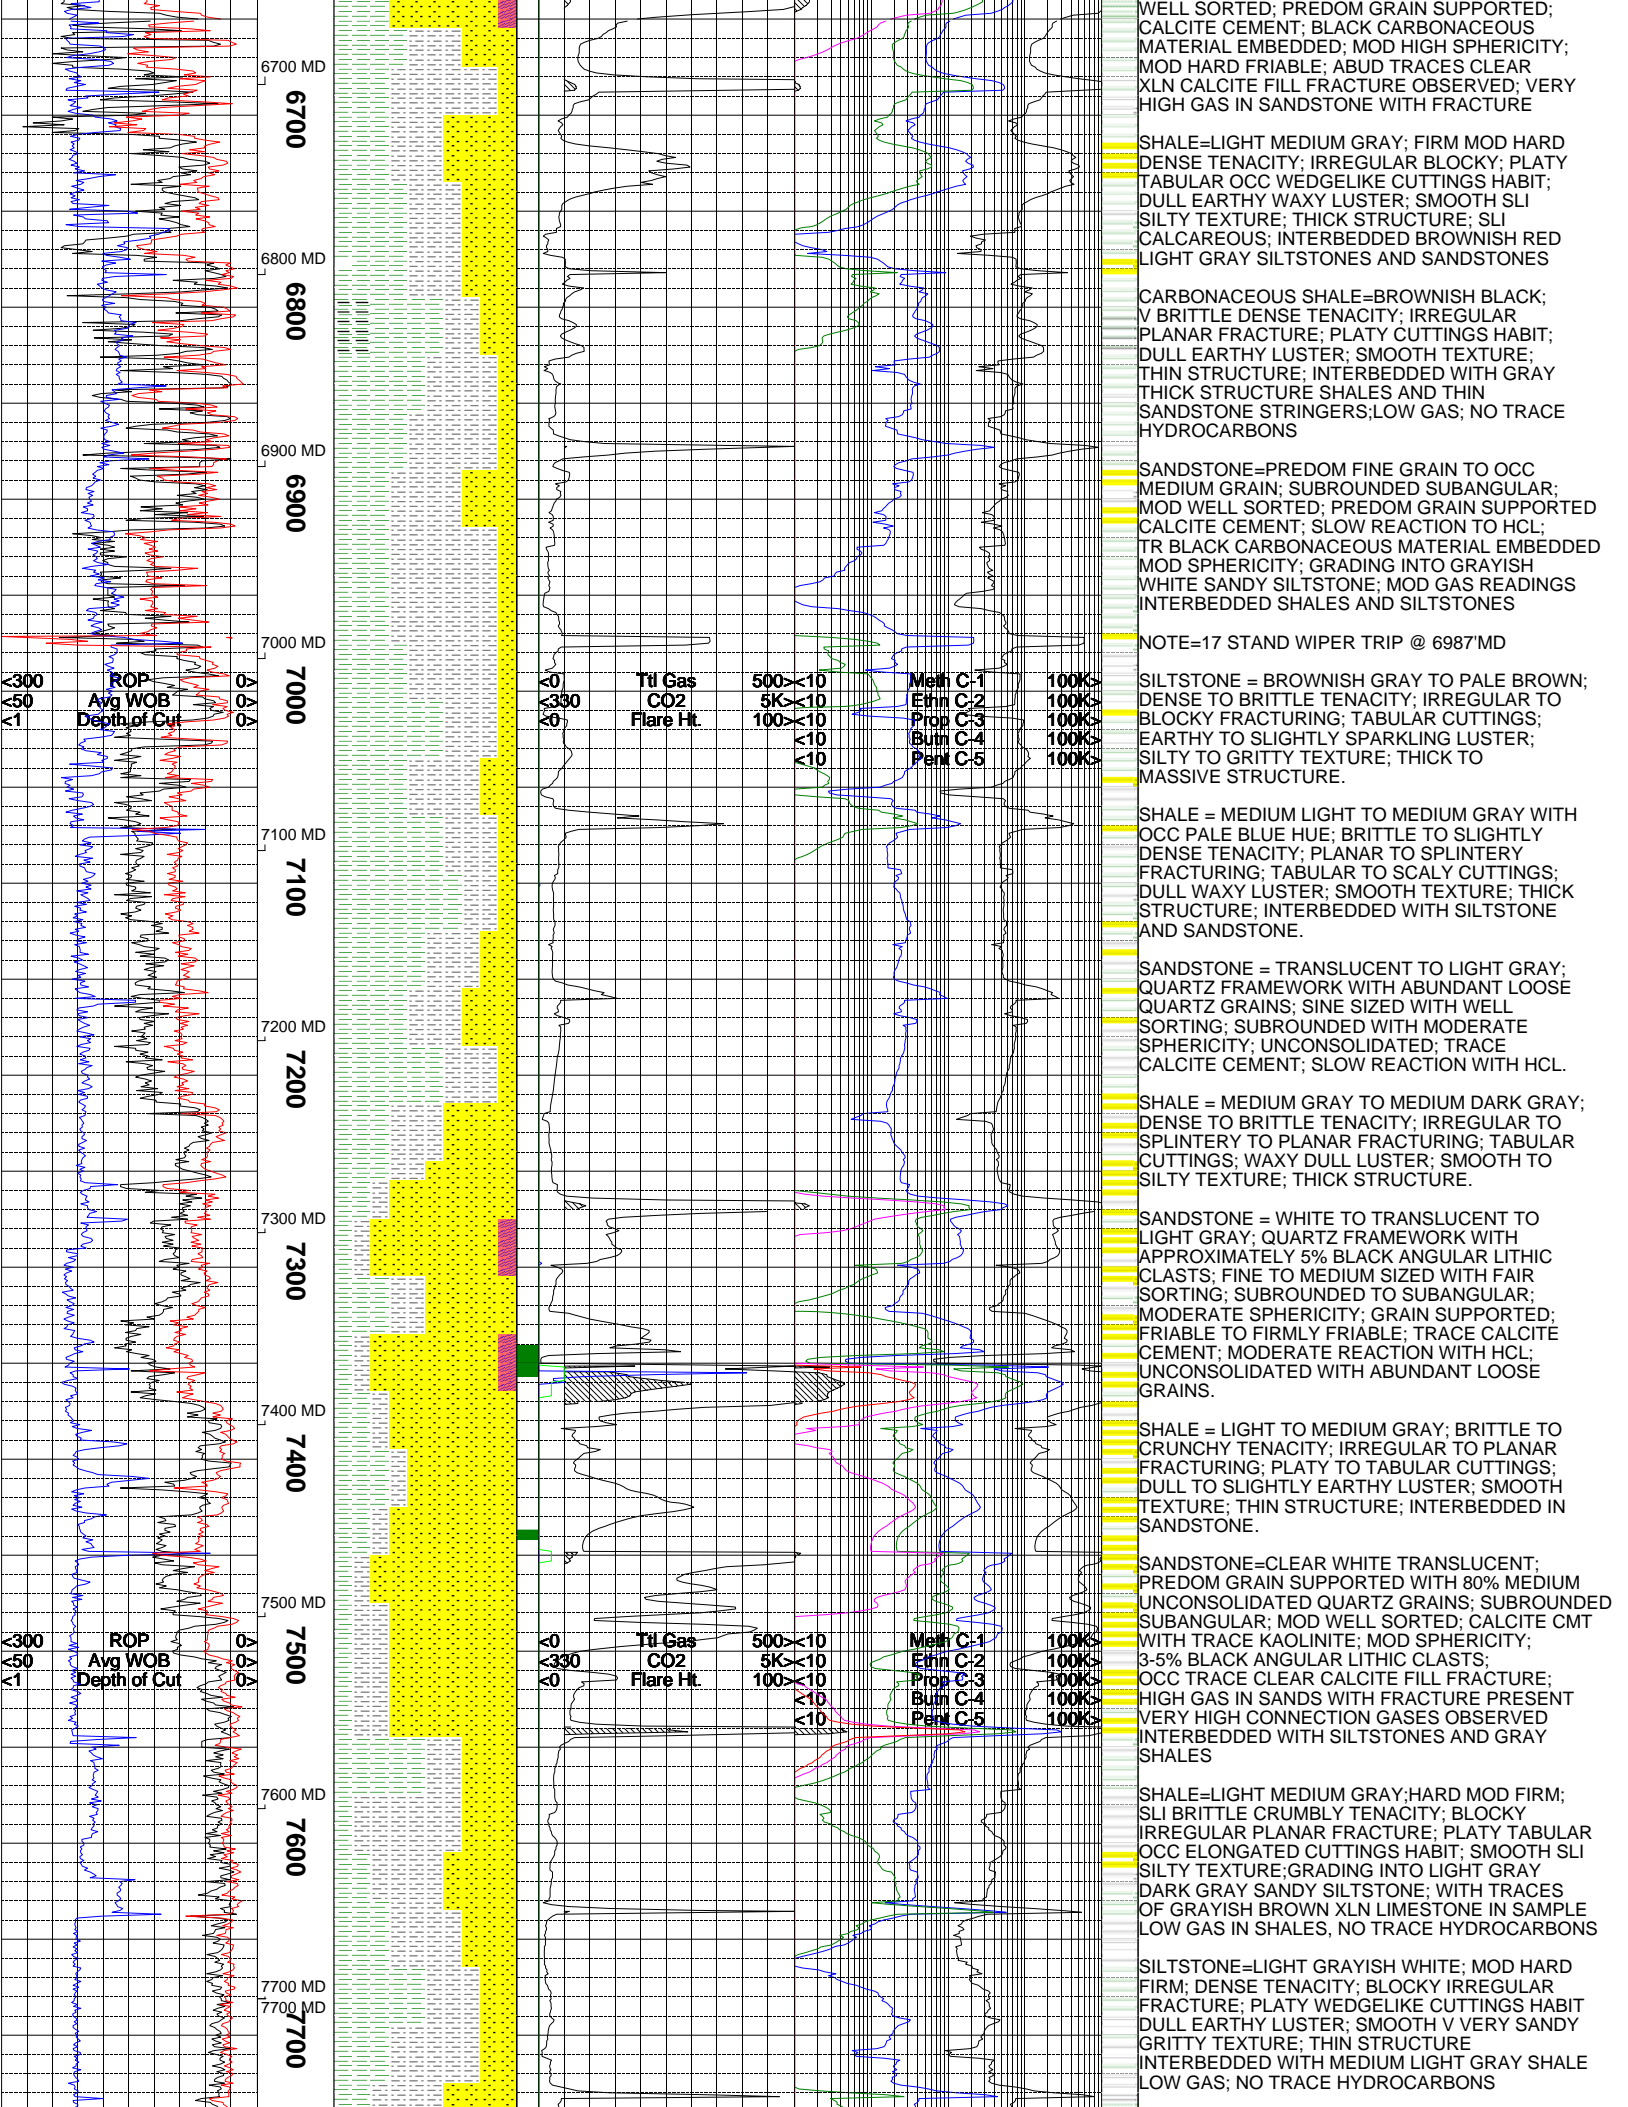 WELL SORTED; PREDOM GRAIN SUPPORTED;
CALCITE CEMENT; BLACK CARBONACEOUS
MATERIAL EMBEDDED; MOD HIGH SPHERICITY;
MOD HARD FRIABLE; ABUD TRACES CLEAR
XLN CALCITE FILL FRACTURE OBSERVED; VERY
HIGH GAS IN SANDSTONE WITH FRACTURE
6700 MD
6700
SHALE=LIGHT MEDIUM GRAY; FIRM MOD HARD
DENSE TENACITY; IRREGULAR BLOCKY; PLATY
TABULAR OCC WEDGELIKE CUTTINGS HABIT;
DULL EARTHY WAXY LUSTER; SMOOTH SLI
SILTY TEXTURE; THICK STRUCTURE; SLI
CALCAREOUS; INTERBEDDED BROWNISH RED
LIGHT GRAY SILTSTONES AND SANDSTONES
6800 MD
6800
CARBONACEOUS SHALE=BROWNISH BLACK;
V BRITTLE DENSE TENACITY; IRREGULAR
PLANAR FRACTURE; PLATY CUTTINGS HABIT;
DULL EARTHY LUSTER; SMOOTH TEXTURE;
THIN STRUCTURE; INTERBEDDED WITH GRAY
THICK STRUCTURE SHALES AND THIN
SANDSTONE STRINGERS;LOW GAS; NO TRACE
HYDROCARBONS
6900 MD
6900
SANDSTONE=PREDOM FINE GRAIN TO OCC
MEDIUM GRAIN; SUBROUNDED SUBANGULAR;
MOD WELL SORTED; PREDOM GRAIN SUPPORTED
CALCITE CEMENT; SLOW REACTION TO HCL;
TR BLACK CARBONACEOUS MATERIAL EMBEDDED
MOD SPHERICITY; GRADING INTO GRAYISH
WHITE SANDY SILTSTONE; MOD GAS READINGS
INTERBEDDED SHALES AND SILTSTONES
7000 MD
7000
NOTE=17 STAND WIPER TRIP @ 6987'MD
<300 ROP 0> <0 Ttl Gas 500> <10 Meth C-1 100K>
<50 Avg WOB 0> <330 CO2 5K> <10 Ethn C-2 100K>
<1 Depth of Cut 0> <0 Flare Ht. 100> <10 Prop C-3 100K>
<10 Butn C-4 100K>
<10 Pent C-5 100K>
SILTSTONE = BROWNISH GRAY TO PALE BROWN;
DENSE TO BRITTLE TENACITY; IRREGULAR TO
BLOCKY FRACTURING; TABULAR CUTTINGS;
EARTHY TO SLIGHTLY SPARKLING LUSTER;
SILTY TO GRITTY TEXTURE; THICK TO
MASSIVE STRUCTURE.
7100 MD
7100
SHALE = MEDIUM LIGHT TO MEDIUM GRAY WITH
OCC PALE BLUE HUE; BRITTLE TO SLIGHTLY
DENSE TENACITY; PLANAR TO SPLINTERY
FRACTURING; TABULAR TO SCALY CUTTINGS;
DULL WAXY LUSTER; SMOOTH TEXTURE; THICK
STRUCTURE; INTERBEDDED WITH SILTSTONE
AND SANDSTONE.
7200 MD
7200
SANDSTONE = TRANSLUCENT TO LIGHT GRAY;
QUARTZ FRAMEWORK WITH ABUNDANT LOOSE
QUARTZ GRAINS; SINE SIZED WITH WELL
SORTING; SUBROUNDED WITH MODERATE
SPHERICITY; UNCONSOLIDATED; TRACE
CALCITE CEMENT; SLOW REACTION WITH HCL.
SHALE = MEDIUM GRAY TO MEDIUM DARK GRAY;
DENSE TO BRITTLE TENACITY; IRREGULAR TO
SPLINTERY TO PLANAR FRACTURING; TABULAR
CUTTINGS; WAXY DULL LUSTER; SMOOTH TO
SILTY TEXTURE; THICK STRUCTURE.
7300 MD
7300
SANDSTONE = WHITE TO TRANSLUCENT TO
LIGHT GRAY; QUARTZ FRAMEWORK WITH
APPROXIMATELY 5% BLACK ANGULAR LITHIC
CLASTS; FINE TO MEDIUM SIZED WITH FAIR
SORTING; SUBROUNDED TO SUBANGULAR;
MODERATE SPHERICITY; GRAIN SUPPORTED;
FRIABLE TO FIRMLY FRIABLE; TRACE CALCITE
CEMENT; MODERATE REACTION WITH HCL;
UNCONSOLIDATED WITH ABUNDANT LOOSE
GRAINS.
7400 MD
7400
SHALE = LIGHT TO MEDIUM GRAY; BRITTLE TO
CRUNCHY TENACITY; IRREGULAR TO PLANAR
FRACTURING; PLATY TO TABULAR CUTTINGS;
DULL TO SLIGHTLY EARTHY LUSTER; SMOOTH
TEXTURE; THIN STRUCTURE; INTERBEDDED IN
SANDSTONE.
7500 MD
7500
SANDSTONE=CLEAR WHITE TRANSLUCENT;
PREDOM GRAIN SUPPORTED WITH 80% MEDIUM
UNCONSOLIDATED QUARTZ GRAINS; SUBROUNDED
SUBANGULAR; MOD WELL SORTED; CALCITE CMT
WITH TRACE KAOLINITE; MOD SPHERICITY;
3-5% BLACK ANGULAR LITHIC CLASTS;
OCC TRACE CLEAR CALCITE FILL FRACTURE;
HIGH GAS IN SANDS WITH FRACTURE PRESENT
VERY HIGH CONNECTION GASES OBSERVED
INTERBEDDED WITH SILTSTONES AND GRAY
SHALES
<300 ROP 0> <0 Ttl Gas 500> <10 Meth C-1 100K>
<50 Avg WOB 0> <330 CO2 5K> <10 Ethn C-2 100K>
<1 Depth of Cut 0> <0 Flare Ht. 100> <10 Prop C-3 100K>
<10 Butn C-4 100K>
<10 Pent C-5 100K>
7600 MD
7600
SHALE=LIGHT MEDIUM GRAY;HARD MOD FIRM;
SLI BRITTLE CRUMBLY TENACITY; BLOCKY
IRREGULAR PLANAR FRACTURE; PLATY TABULAR
OCC ELONGATED CUTTINGS HABIT; SMOOTH SLI
SILTY TEXTURE;GRADING INTO LIGHT GRAY
DARK GRAY SANDY SILTSTONE; WITH TRACES
OF GRAYISH BROWN XLN LIMESTONE IN SAMPLE
LOW GAS IN SHALES, NO TRACE HYDROCARBONS
7700 MD
7700 MD
7700
SILTSTONE=LIGHT GRAYISH WHITE; MOD HARD
FIRM; DENSE TENACITY; BLOCKY IRREGULAR
FRACTURE; PLATY WEDGELIKE CUTTINGS HABIT
DULL EARTHY LUSTER; SMOOTH V VERY SANDY
GRITTY TEXTURE; THIN STRUCTURE
INTERBEDDED WITH MEDIUM LIGHT GRAY SHALE
LOW GAS; NO TRACE HYDROCARBONS